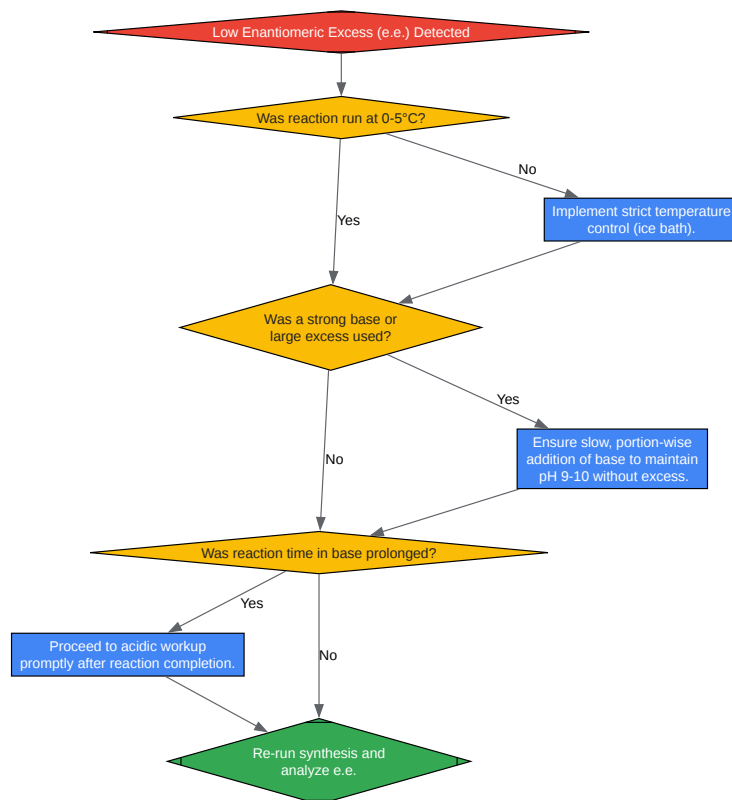 Low Enantiomeric Excess (e.e.) Detected
Was reaction run at 0-5°C?
No
Implement strict temperature
control (ice bath).
Yes
Was a strong base or
large excess used?
Yes
Ensure slow, portion-wise
addition of base to maintain
pH 9-10 without excess.
No
Was reaction time in base prolonged?
Yes
Proceed to acidic workup
promptly after reaction completion.
No
Re-run synthesis and
analyze e.e.